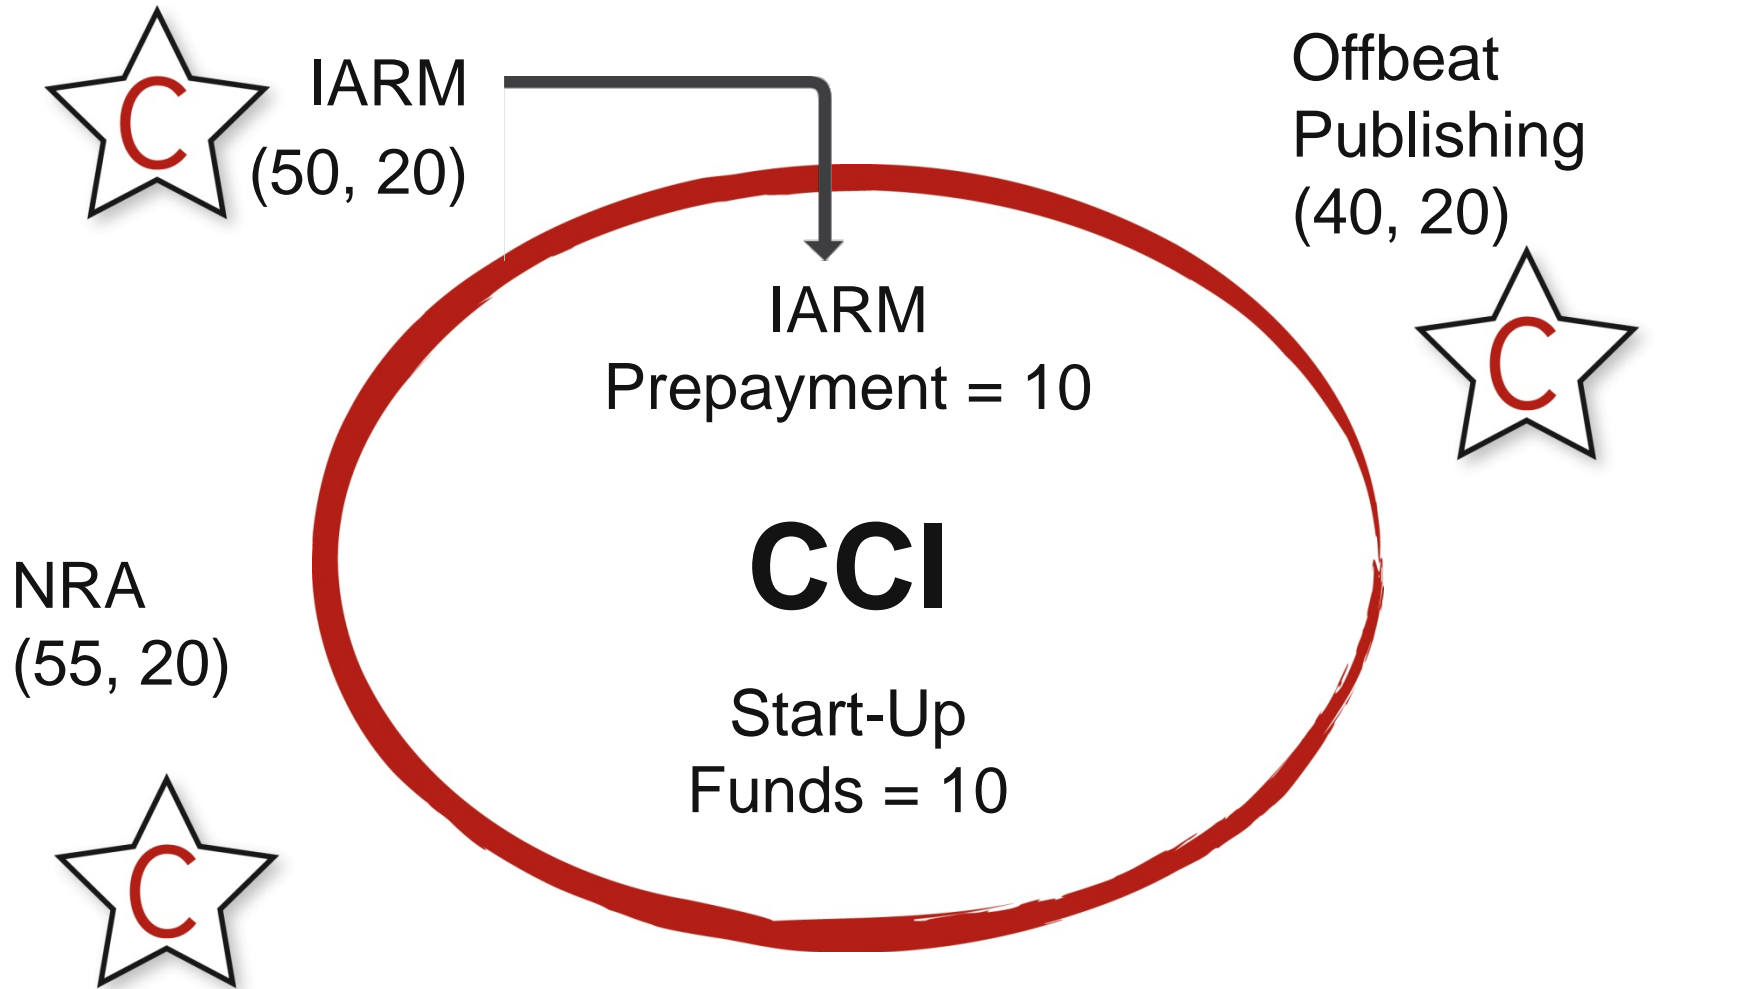 C
IARM
(50, 20)
Offbeat
Publishing
(40, 20)
C
IARM
Prepayment = 10
CCI
NRA
(55, 20)
Start-Up
Funds = 10
C